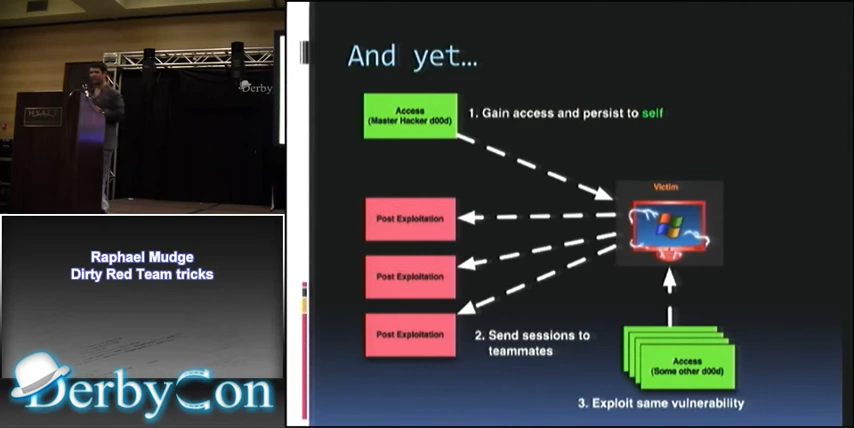 DerbyCon
HYATT
Raphael Mudge
Dirty Red Team tricks
DerbyCon
And yet…
Access
(Master Hacker d00d)
1. Gain access and persist to self
Victim
Post Exploitation
Post Exploitation
Post Exploitation
2. Send sessions to
teammates
Access
(Some other d00d)
3. Exploit same vulnerability